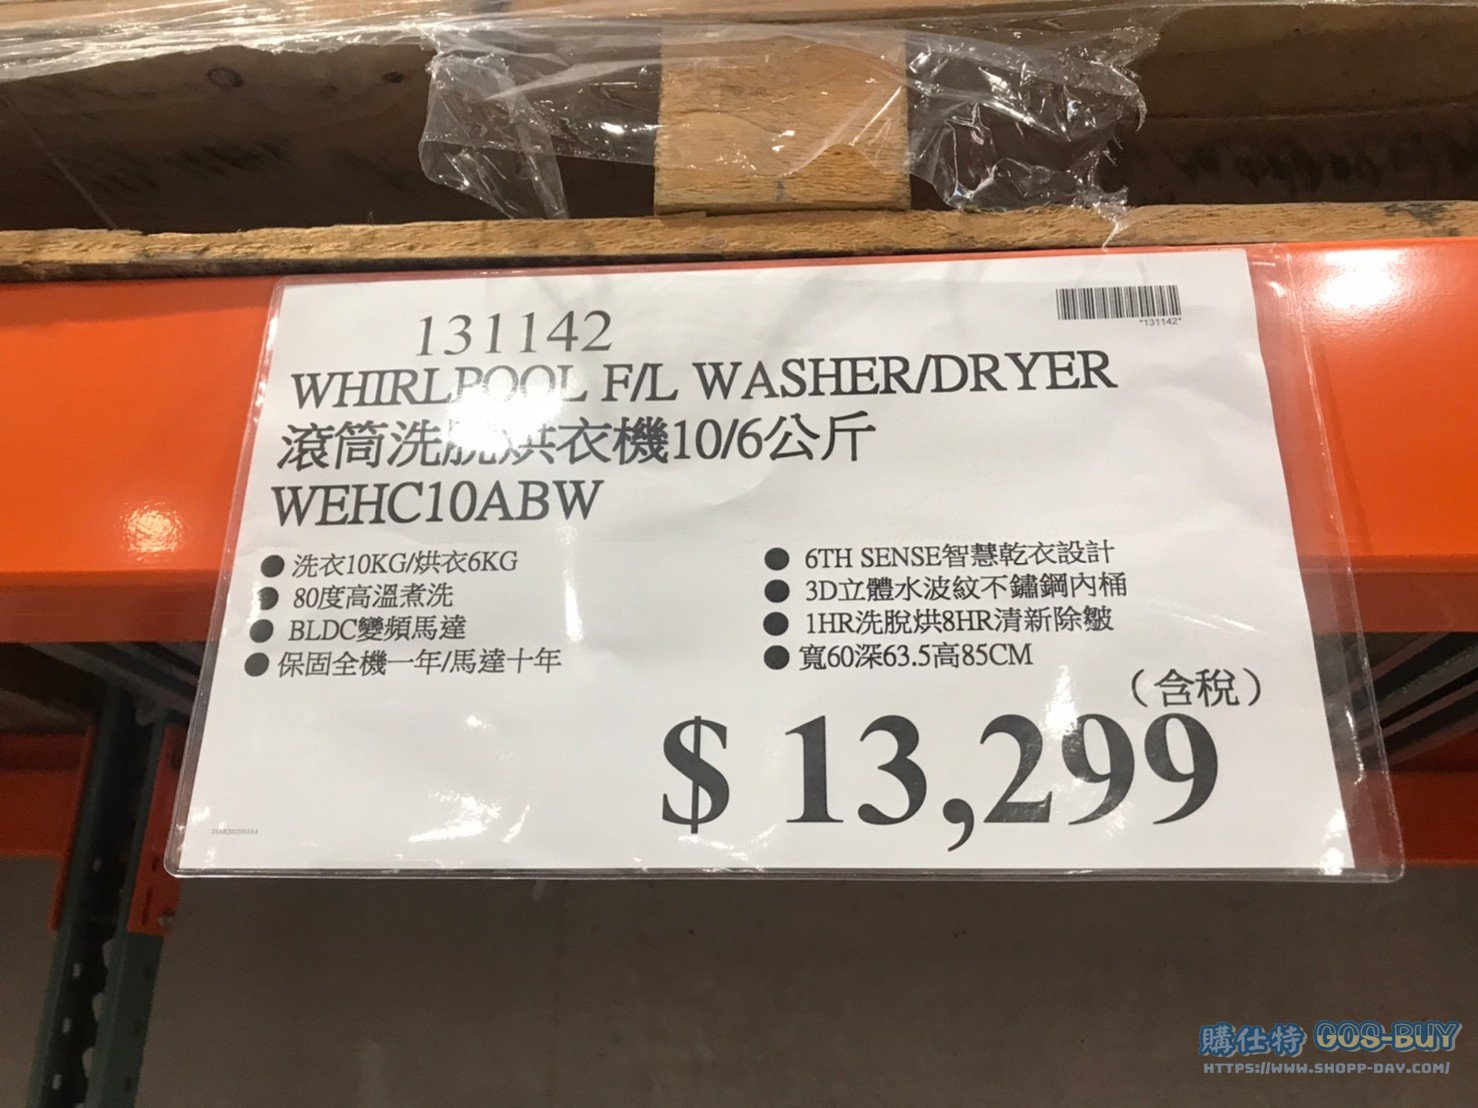 131142
*131142*
WHIRLPOOL F/L WASHER/DRYER
滾筒洗脫烘衣機10/6公斤
WEHC10ABW
● 洗衣10KG/烘衣6KG
● 80度高溫煮洗
● BLDC變頻馬達
● 保固全機一年/馬達十年
● 6TH SENSE智慧乾衣設計
● 3D立體水波紋不鏽鋼內桶
● 1HR洗脫烘8HR清新除皺
● 寬60深63.5高85CM
(含稅)
$ 13,299
購仕特 GOS-BUY
HTTPS://WWW.SHOPP-DAY.COM/